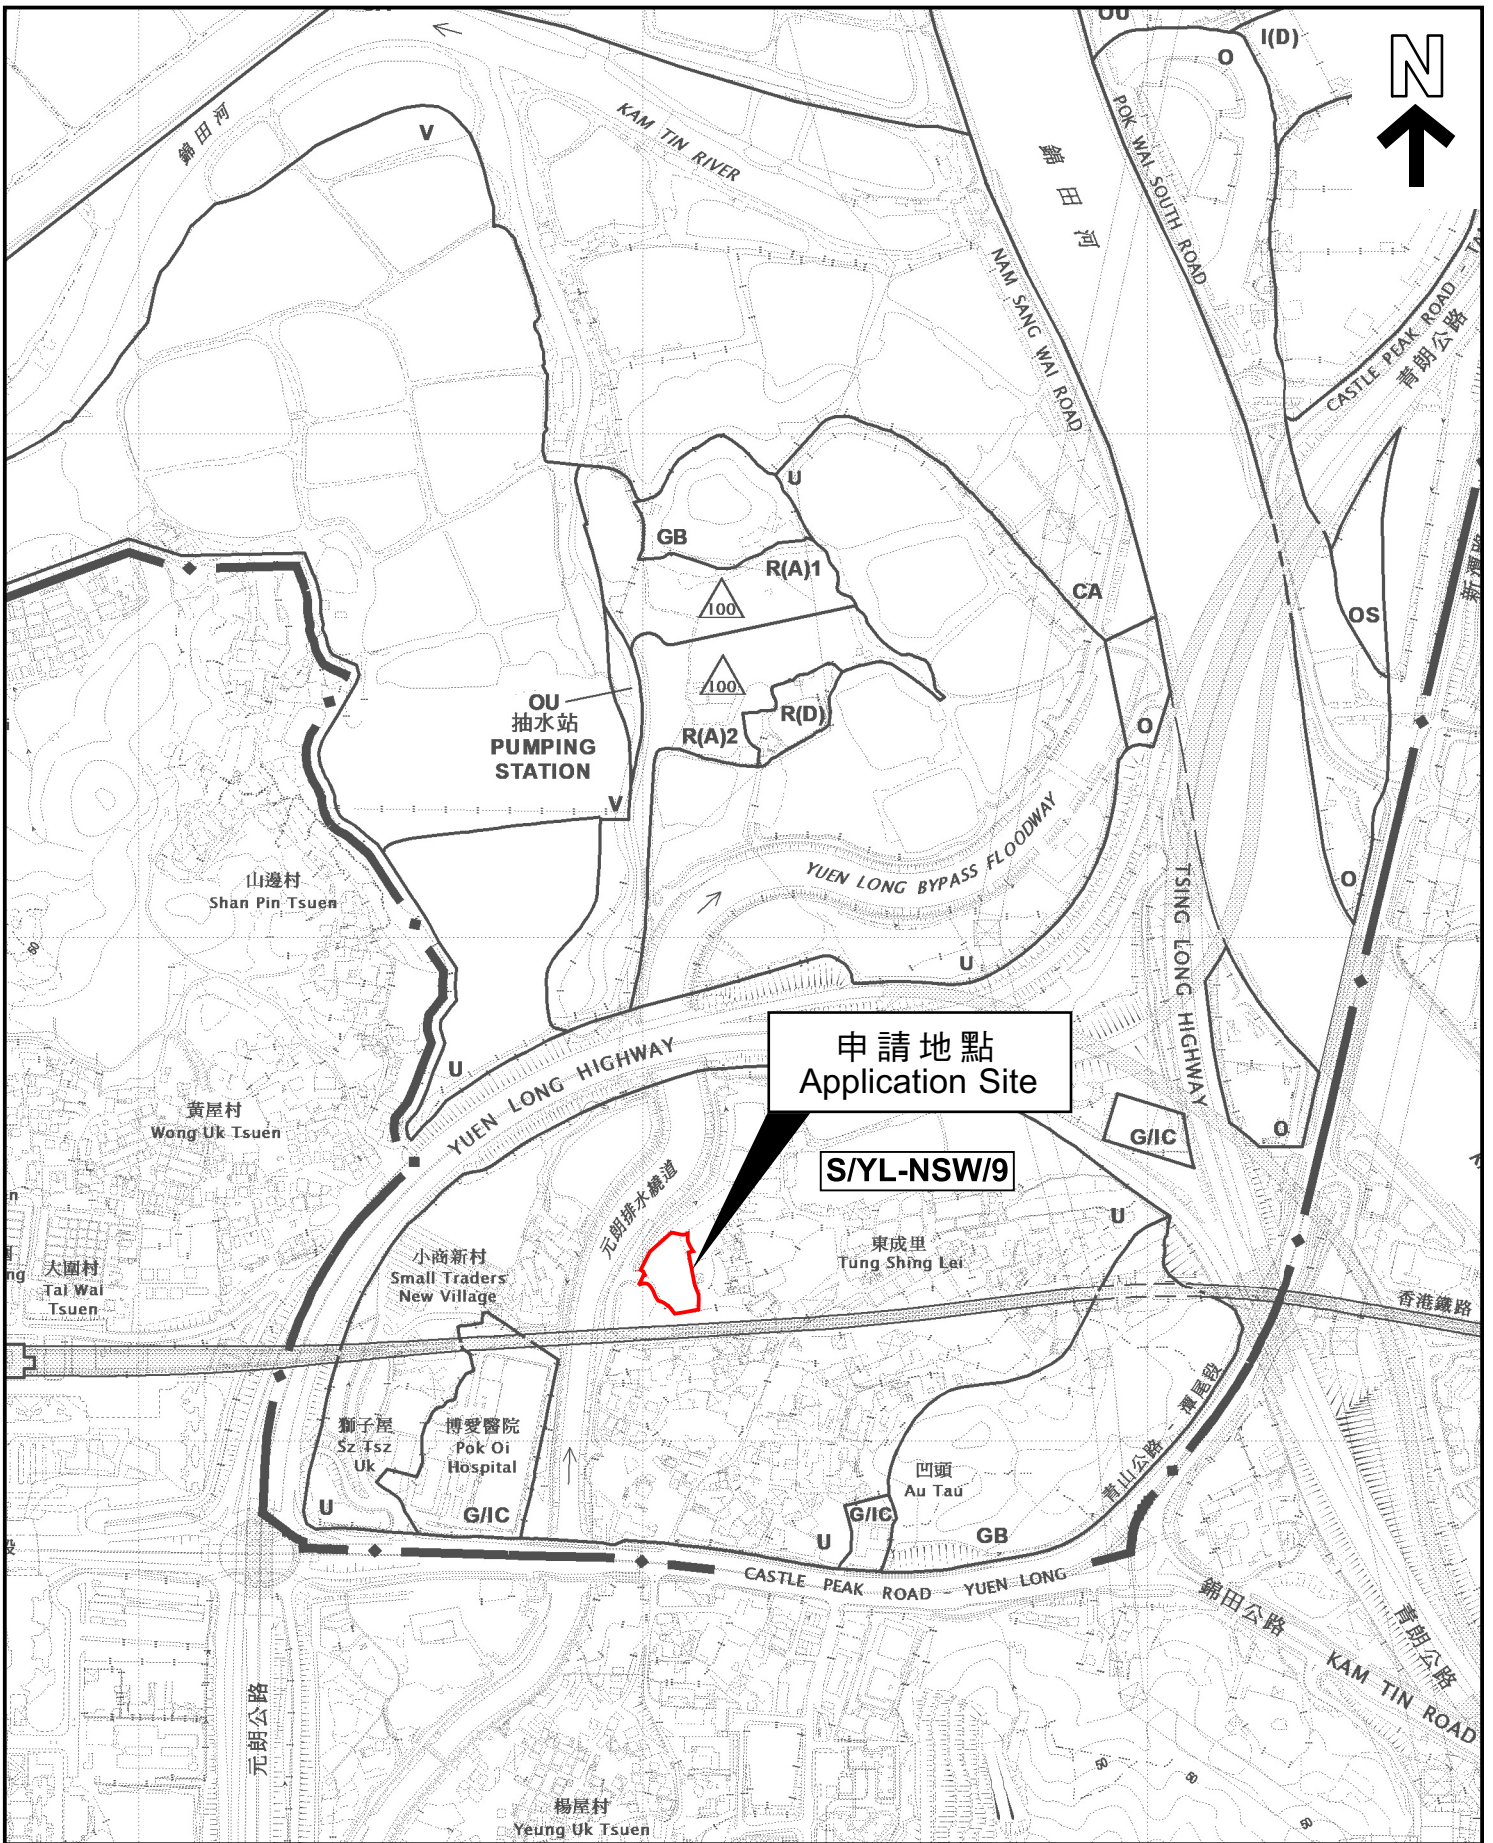 OU
I(D)
O
N
V
錦田河
KAM TIN RIVER
錦田河
POK WAI SOUTH ROAD
NAM SANG WAI ROAD
CASTLE PEAK ROAD - TA
青朗公路
U
GB
R(A)1
100
CA
OS
100
OU
抽水站
PUMPING
STATION
R(D)
R(A)2
O
V
YUEN LONG BYPASS FLOODWAY
TSING LONG HIGHWAY
山邊村
Shan Pin Tsuen
O
50
U
申請地點
Application Site
U
YUEN LONG HIGHWAY
黃屋村
Wong Uk Tsuen
G/IC
O
S/YL-NSW/9
元朗排水繞道
U
東成里
Tung Shing Lei
小商新村
Small Traders
New Village
大圍村
Tai Wai
Tsuen
香港鐵路
獅子屋
Sz Tsz
Uk
博愛醫院
Pok Oi
Hospital
青山公路 - 潭尾段
凹頭
Au Tau
U
G/IC
G/IC
U
GB
CASTLE PEAK ROAD - YUEN LONG
錦田公路
青朗公路
KAM TIN ROAD
元朗公路
50
50
50
楊屋村
Yeung Uk Tsuen